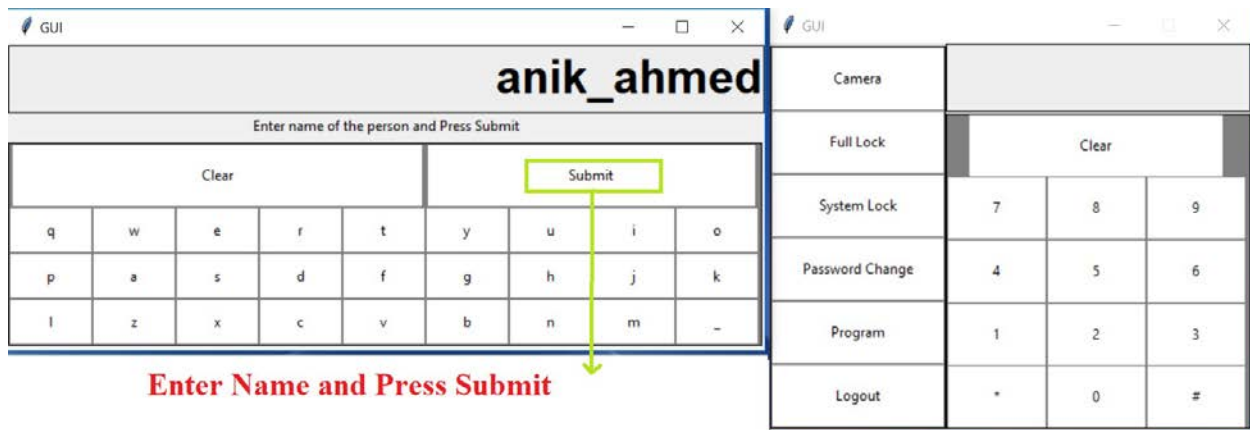 GUI
anik_ahmed
Enter name of the person and Press Submit
Clear Submit
q w e r t y u i o
p a s d f g h j k
l z x c v b n m _
Enter Name and Press Submit
GUI
Camera
Full Lock
System Lock
Password Change
Program
Logout
Clear
7 8 9
4 5 6
1 2 3
* 0 #